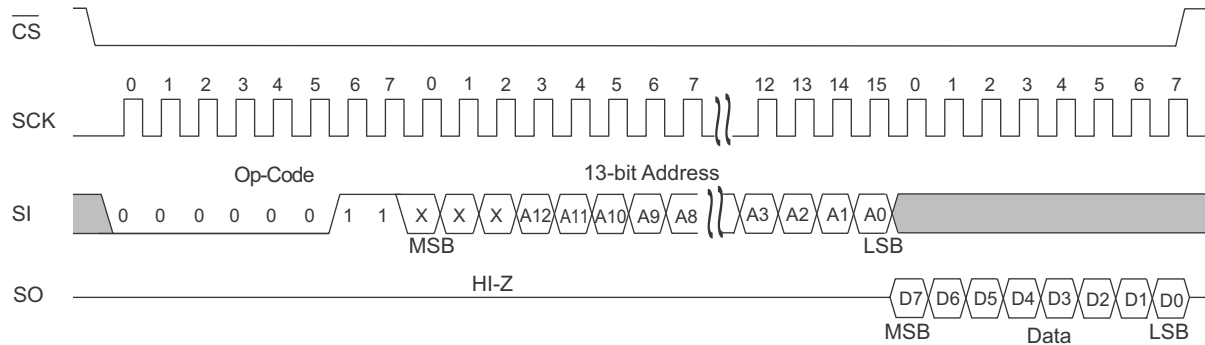 CS
0 1 2 3 4 5 6 7 0 1 2 3 4 5 6 7 12 13 14 15 0 1 2 3 4 5 6 7
SCK
Op-Code 13-bit Address
SI 0 0 0 0 0 0 1 1 X X X A12 A11 A10 A9 A8 A3 A2 A1 A0
MSB LSB
HI-Z
SO D7 D6 D5 D4 D3 D2 D1 D0
MSB Data LSB